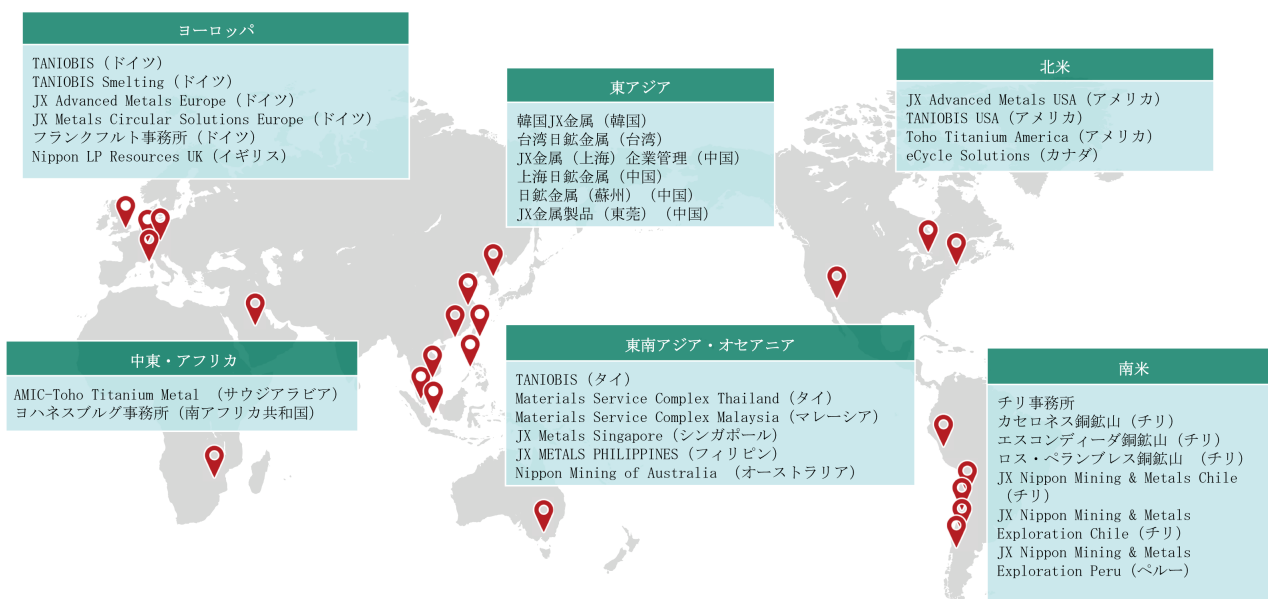 ヨーロッパ
TANIOBIS（ドイツ）
TANIOBIS Smelting（ドイツ）
JX Advanced Metals Europe（ドイツ）
JX Metals Circular Solutions Europe（ドイツ）
フランクフルト事務所（ドイツ）
Nippon LP Resources UK（イギリス）
東アジア
韓国JX金属（韓国）
台湾日鉱金属（台湾）
JX金属（上海）企業管理（中国）
上海日鉱金属（中国）
日鉱金属（蘇州）（中国）
JX金属製品（東莞）（中国）
北米
JX Advanced Metals USA（アメリカ）
TANIOBIS USA（アメリカ）
Toho Titanium America（アメリカ）
eCycle Solutions（カナダ）
中東・アフリカ
AMIC-Toho Titanium Metal （サウジアラビア）
ヨハネスブルグ事務所（南アフリカ共和国）
東南アジア・オセアニア
TANIOBIS（タイ）
Materials Service Complex Thailand（タイ）
Materials Service Complex Malaysia（マレーシア）
JX Metals Singapore（シンガポール）
JX METALS PHILIPPINES（フィリピン）
Nippon Mining of Australia （オーストラリア）
南米
チリ事務所
カセロネス銅鉱山（チリ）
エスコンディーダ銅鉱山（チリ）
ロス・ペランブレス銅鉱山 （チリ）
JX Nippon Mining & Metals Chile
（チリ）
JX Nippon Mining & Metals
Exploration Chile（チリ）
JX Nippon Mining & Metals
Exploration Peru（ペルー）